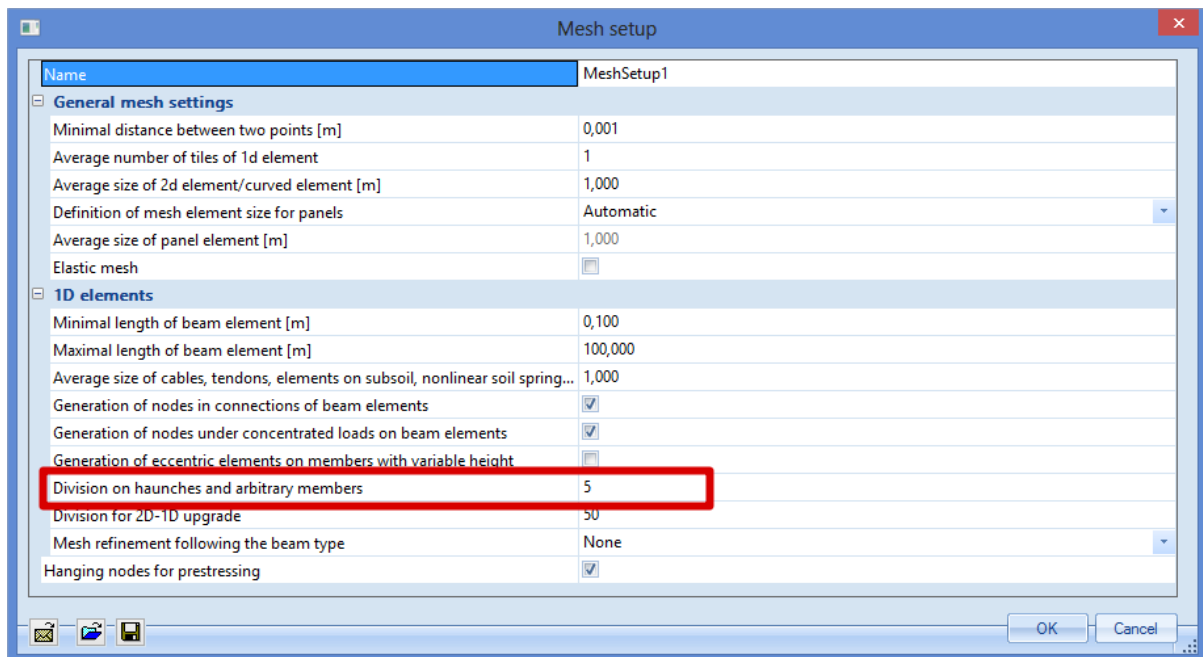 Mesh setup
Name MeshSetup1
General mesh settings
Minimal distance between two points [m] 0,001
Average number of tiles of 1d element 1
Average size of 2d element/curved element [m] 1,000
Definition of mesh element size for panels Automatic
Average size of panel element [m] 1,000
Elastic mesh
1D elements
Minimal length of beam element [m] 0,100
Maximal length of beam element [m] 100,000
Average size of cables, tendons, elements on subsoil, nonlinear soil spring... 1,000
Generation of nodes in connections of beam elements
Generation of nodes under concentrated loads on beam elements
Generation of eccentric elements on members with variable height
Division on haunches and arbitrary members 5
Division for 2D-1D upgrade 50
Mesh refinement following the beam type None
Hanging nodes for prestressing
OK Cancel